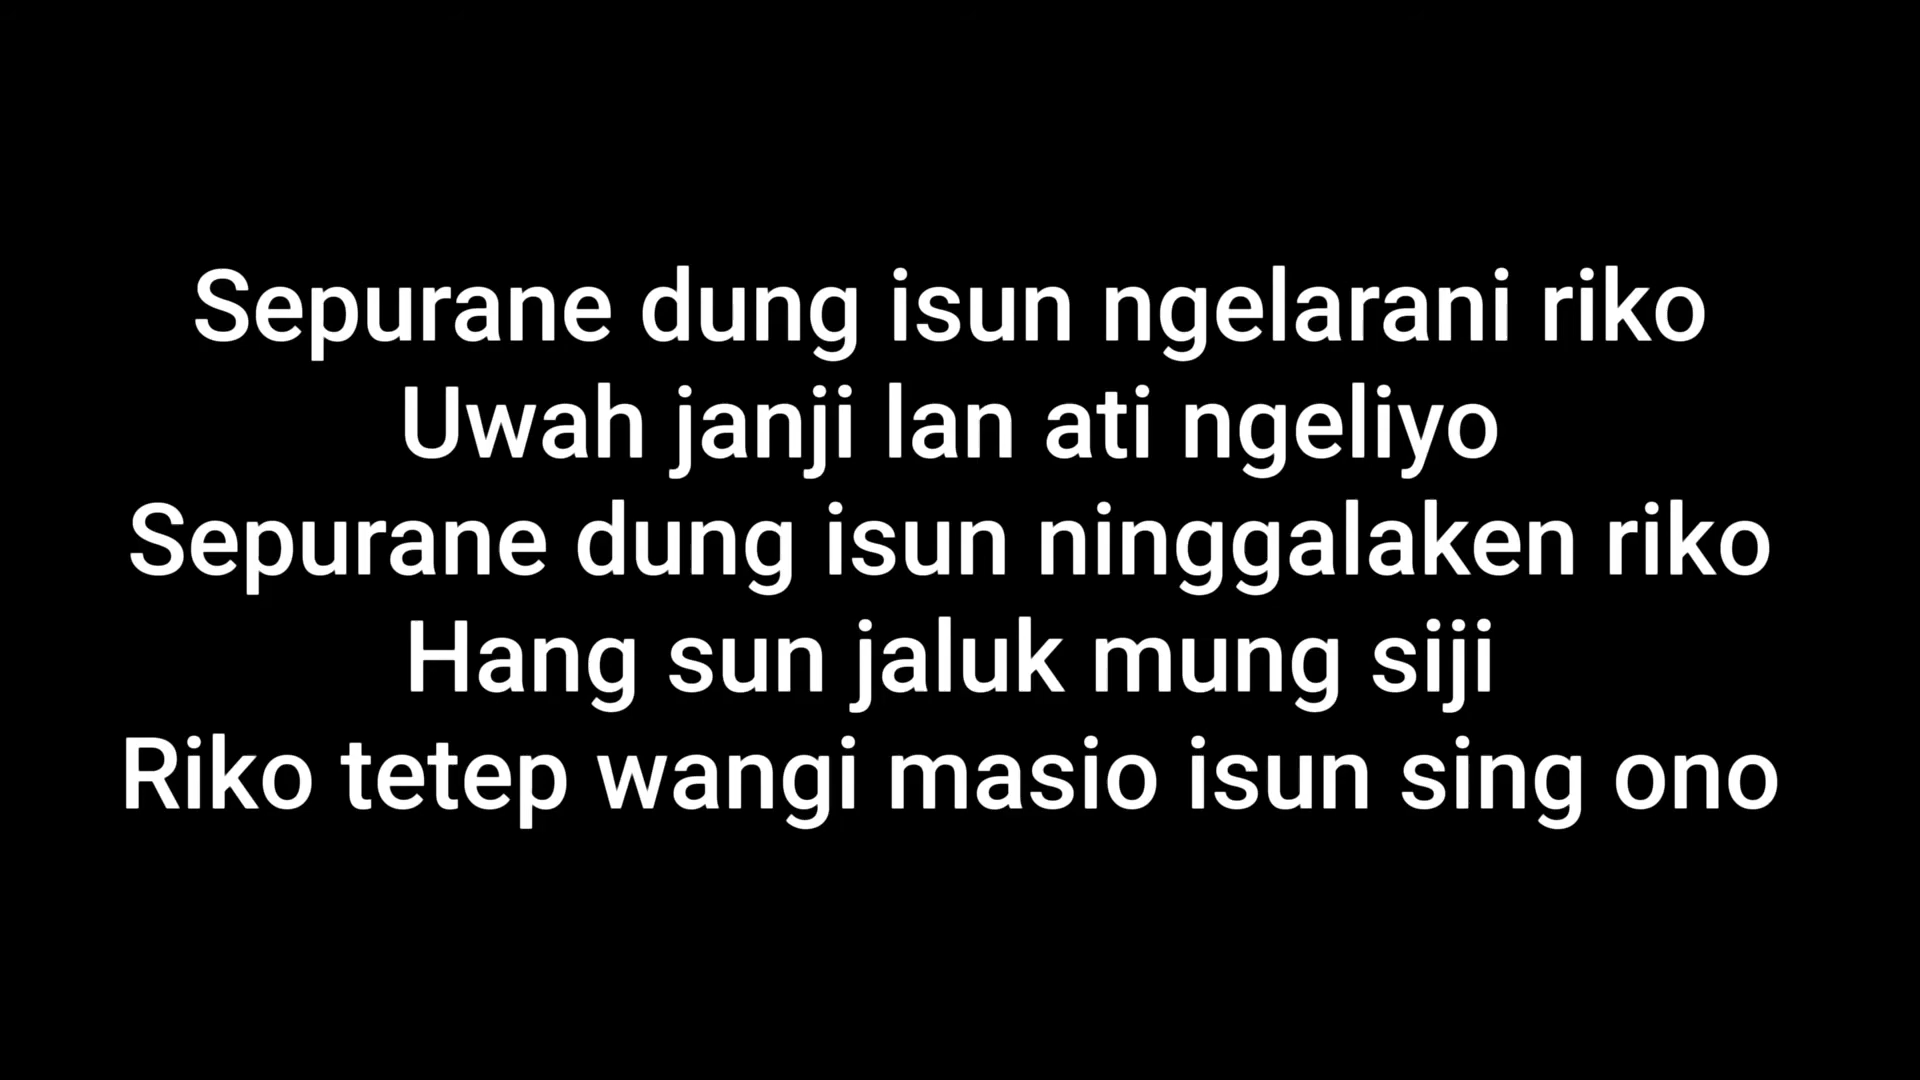 Sepurane dung isun ngelarani riko
Uwah janji lan ati ngeliyo
Sepurane dung isun ninggalaken riko
Hang sun jaluk mung siji
Riko tetep wangi masio isun sing ono